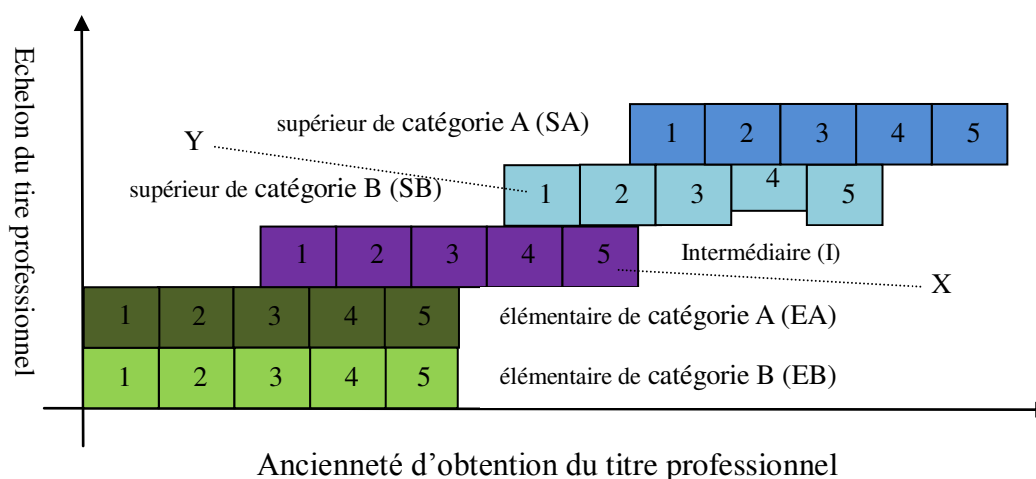 Echelon du tire professionnel
supérieur de catégorie A (SA)
1 2 3 4 5
Y
supérieur de catégorie B (SB)
1 2 3 4 5
1 2 3 4 5
Intermédiaire (I)
X
1 2 3 4 5
élémentaire de catégorie A (EA)
1 2 3 4 5
élémentaire de catégorie B (EB)
Ancienneté d’obtention du titre professionnel